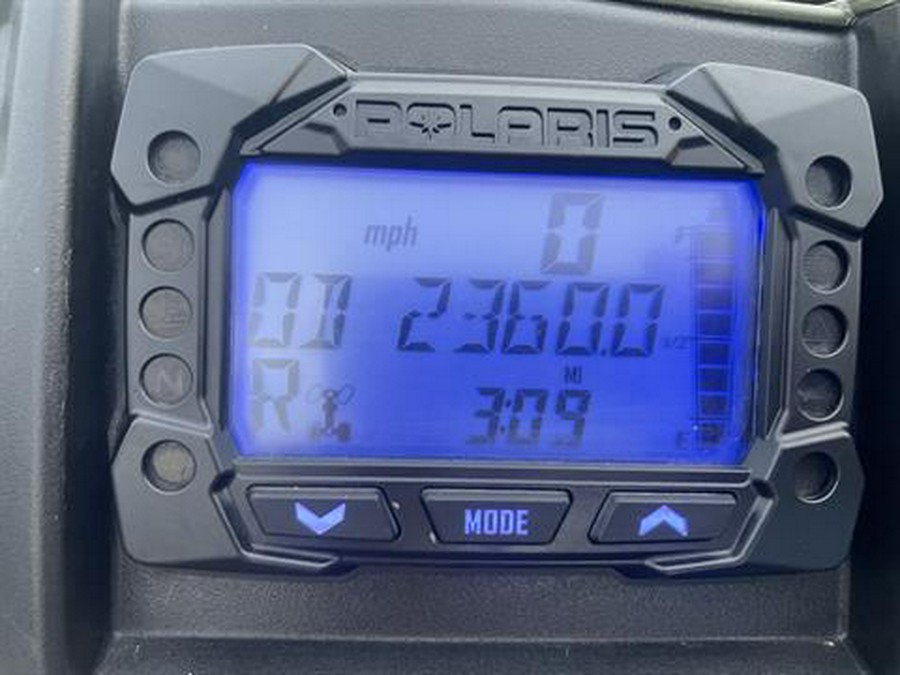 POLARIS
mph 0
OD 2360.0
MI
R 3:09
MODE